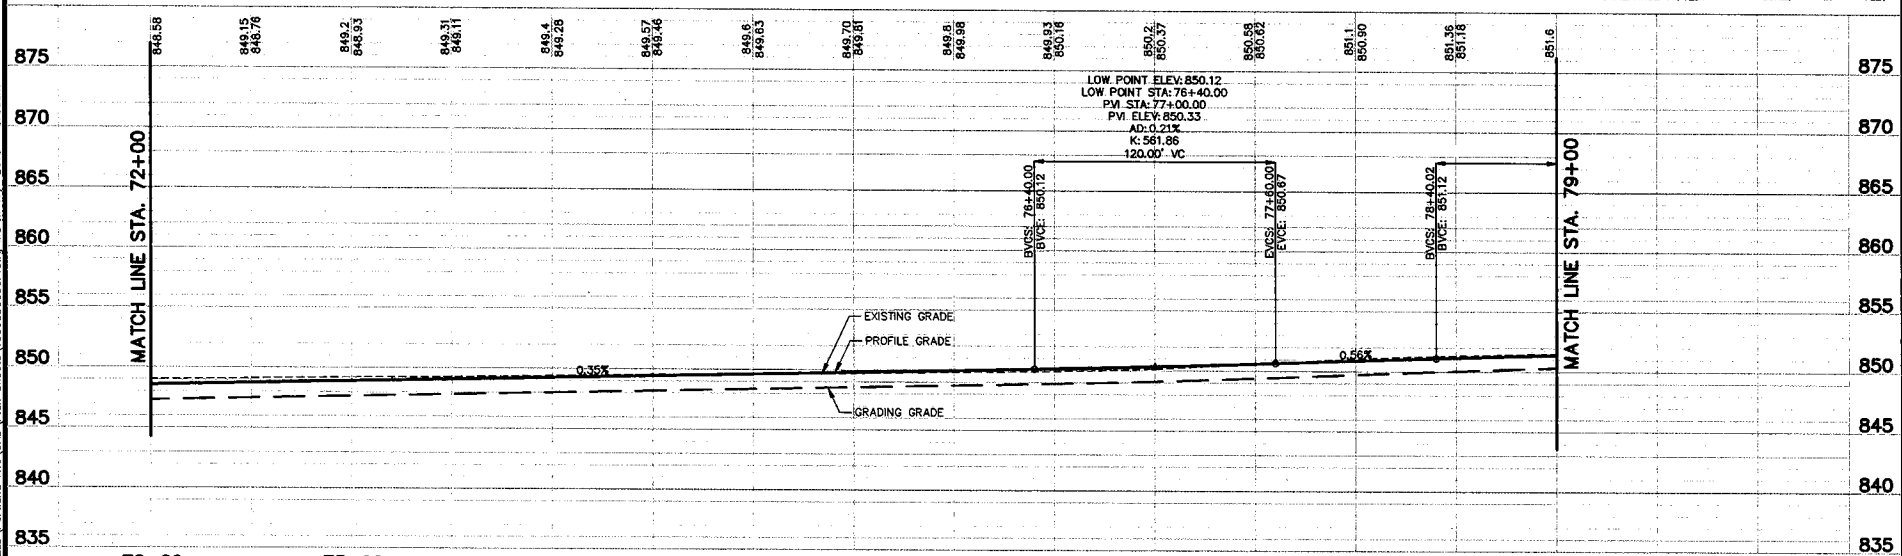 848.58
849.15
848.76
849.2
848.93
849.31
849.11
849.4
849.28
849.57
849.46
849.6
849.63
849.70
849.81
849.8
849.98
849.93
850.16
850.2
850.37
850.58
850.62
851.1
850.90
851.36
851.18
851.6
875
875
LOW POINT ELEV: 850.12
LOW POINT STA: 76+40.00
PVI STA: 77+00.00
PVI ELEV: 850.33
AD: 0.21%
K: 561.86
120.00' VC
870
870
865
865
MATCH LINE STA. 72+00
BVCS: 76+40.00
BVCE: 850.12
EVCS: 77+60.00
EVCE: 850.67
BVCS: 78+40.02
BVCE: 851.12
MATCH LINE STA. 79+00
860
860
855
855
EXISTING GRADE
PROFILE GRADE
850
0.35%
0.56%
850
GRADING GRADE
845
845
840
840
835
835